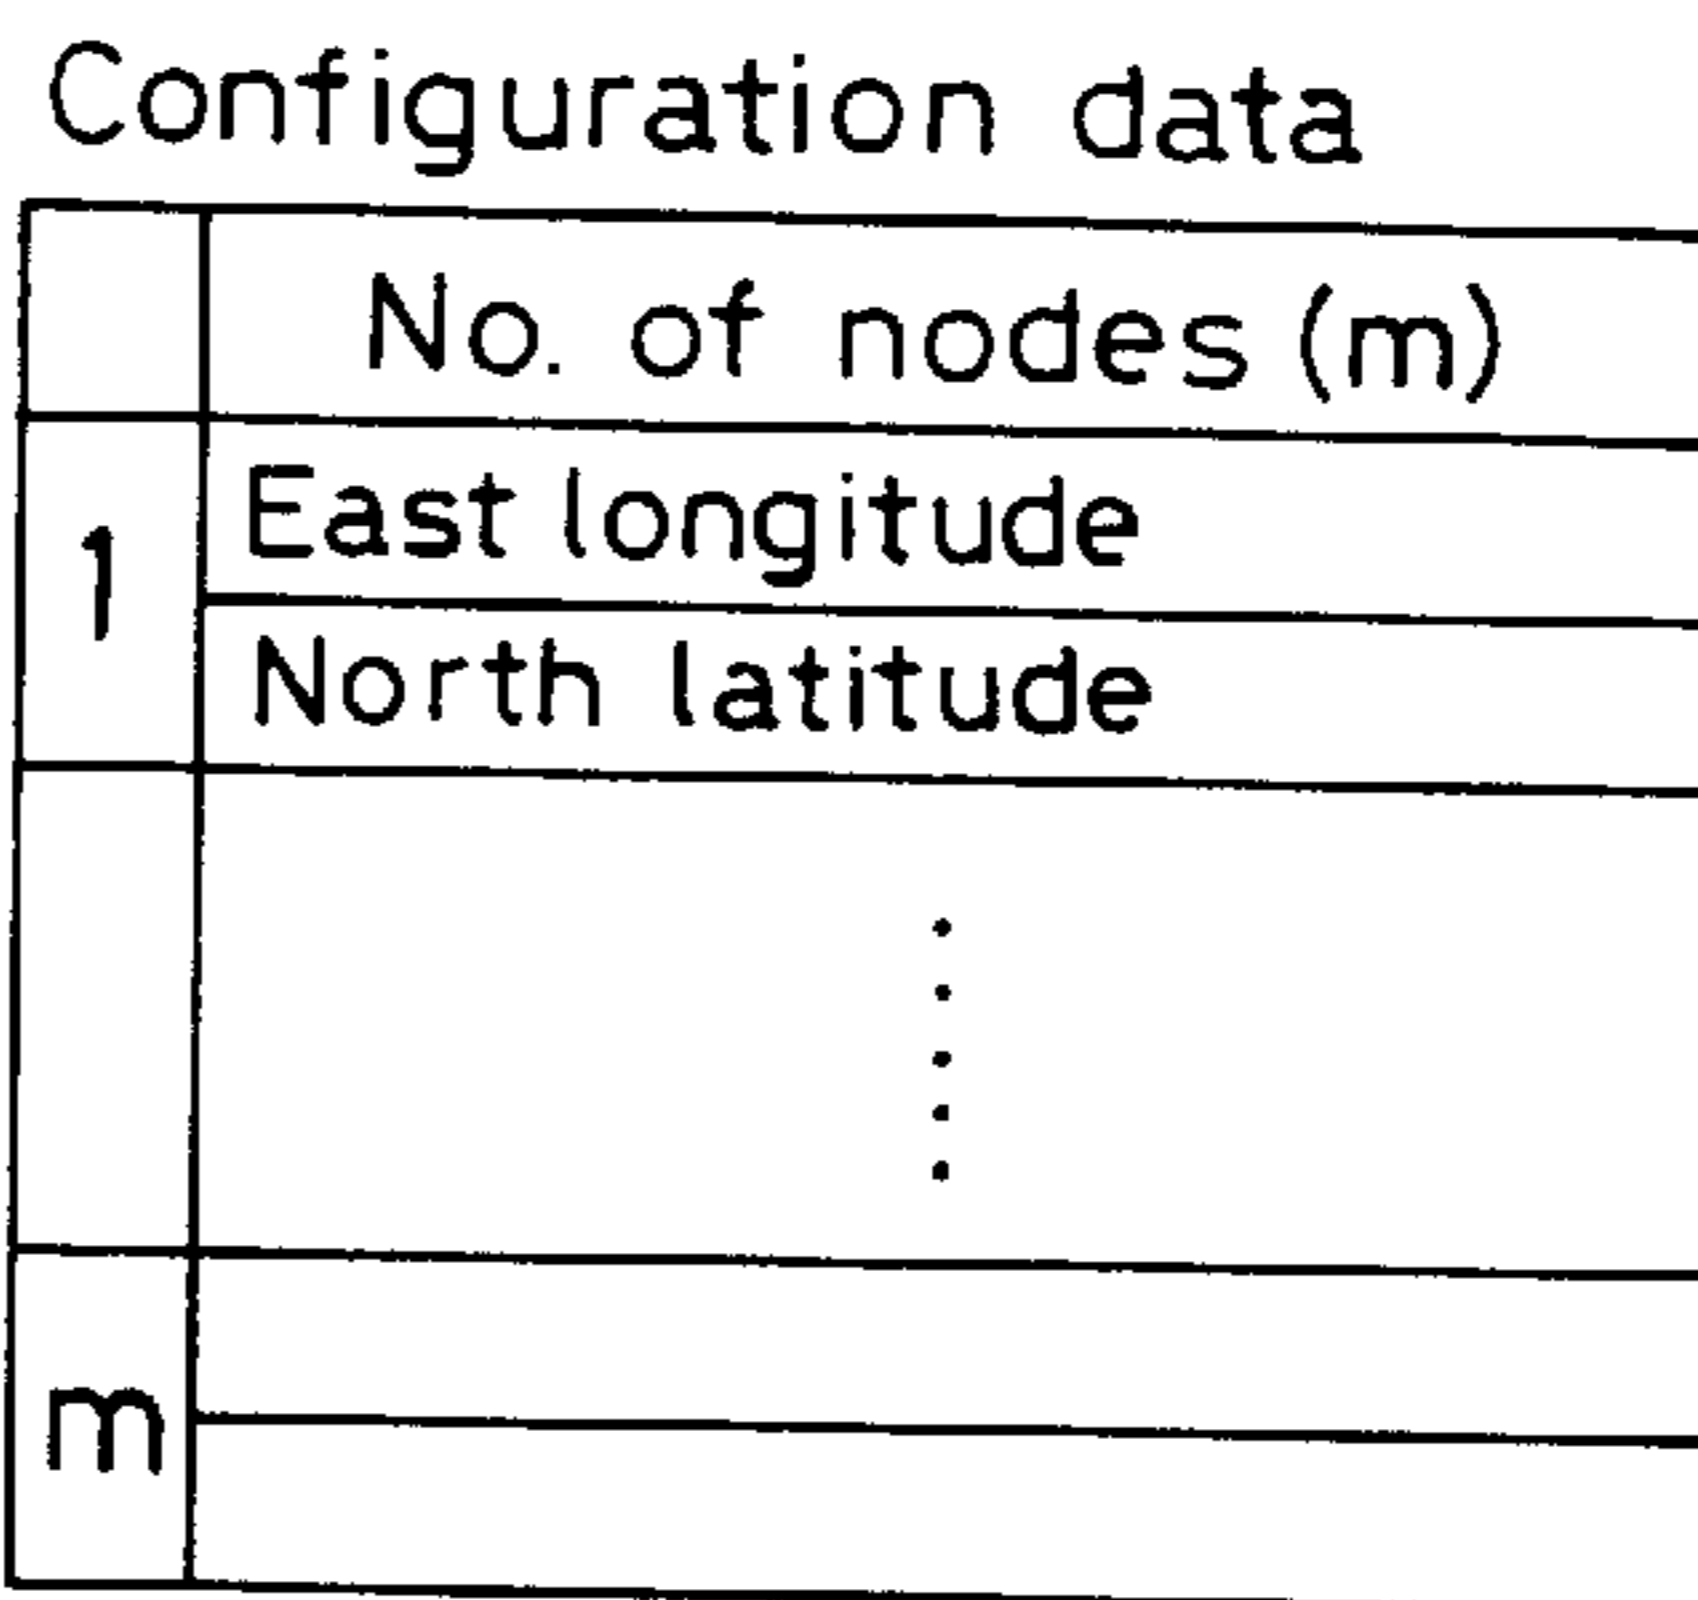 Configuration data
No. of nodes (m)
1
East longitude
North latitude
m